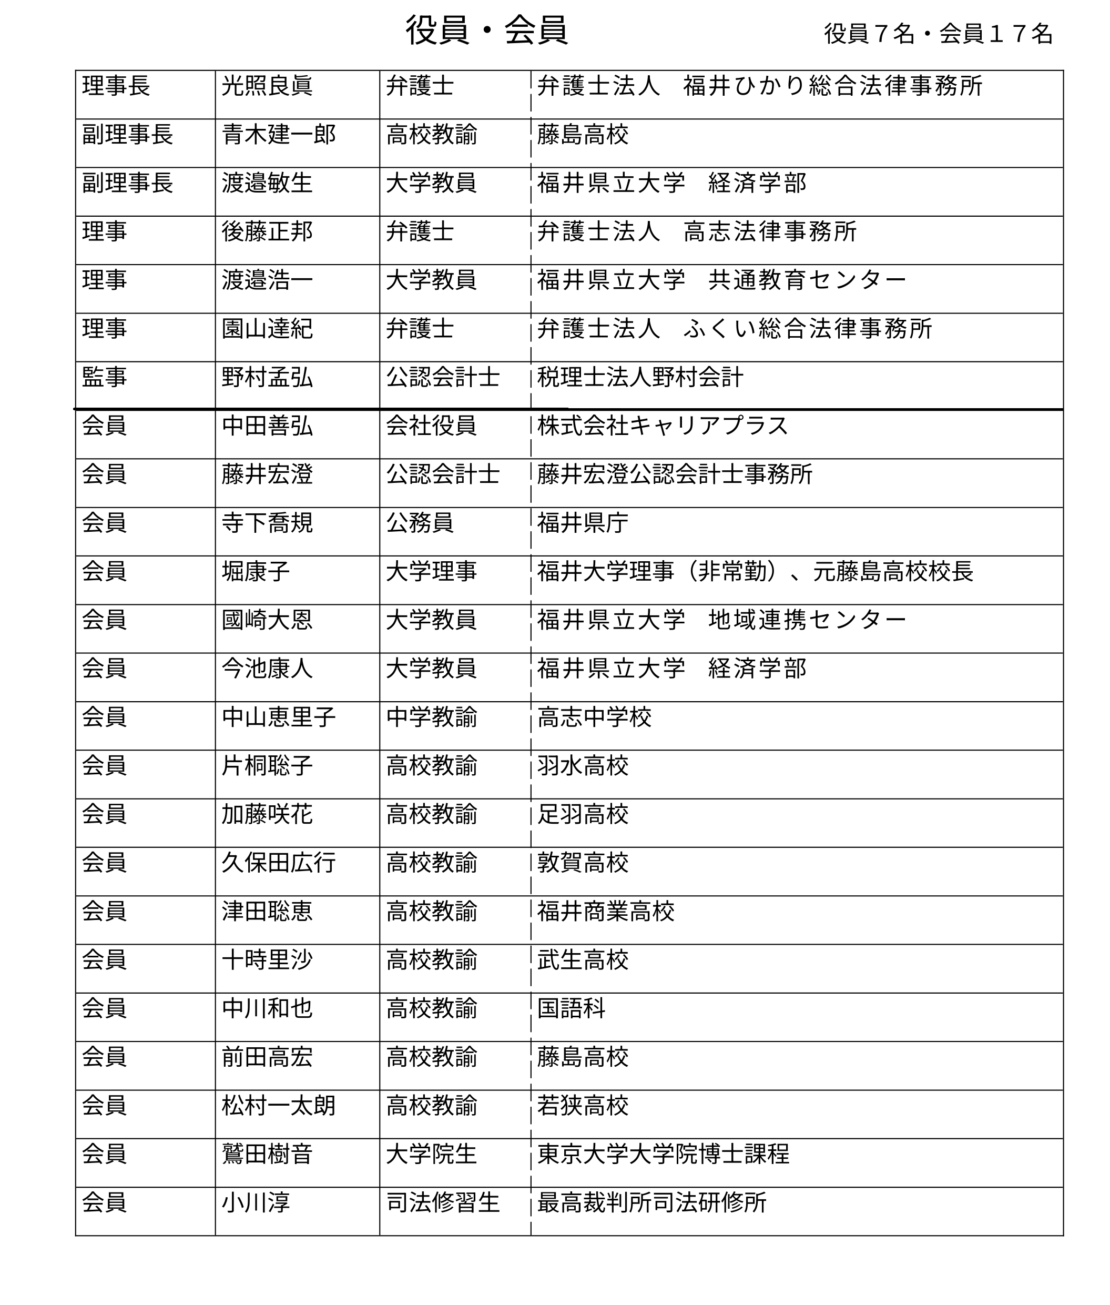 役員・会員　役員７名・会員１７名
理事長　光照良眞　弁護士　弁護士法人　福井ひかり総合法律事務所
副理事長　青木建一郎　高校教諭　藤島高校
副理事長　渡邉敏生　大学教員　福井県立大学　経済学部
理事　後藤正邦　弁護士　弁護士法人　高志法律事務所
理事　渡邉浩一　大学教員　福井県立大学　共通教育センター
理事　園山達紀　弁護士　弁護士法人　ふくい総合法律事務所
監事　野村孟弘　公認会計士　税理士法人野村会計
会員　中田善弘　会社役員　株式会社キャリアプラス
会員　藤井宏澄　公認会計士　藤井宏澄公認会計士事務所
会員　寺下喬規　公務員　福井県庁
会員　堀康子　大学理事　福井大学理事（非常勤）、元藤島高校校長
会員　國崎大恩　大学教員　福井県立大学　地域連携センター
会員　今池康人　大学教員　福井県立大学　経済学部
会員　中山恵里子　中学教諭　高志中学校
会員　片桐聡子　高校教諭　羽水高校
会員　加藤咲花　高校教諭　足羽高校
会員　久保田広行　高校教諭　敦賀高校
会員　津田聡恵　高校教諭　福井商業高校
会員　十時里沙　高校教諭　武生高校
会員　中川和也　高校教諭　国語科
会員　前田高宏　高校教諭　藤島高校
会員　松村一太朗　高校教諭　若狭高校
会員　鷲田樹音　大学院生　東京大学大学院博士課程
会員　小川淳　司法修習生　最高裁判所司法研修所